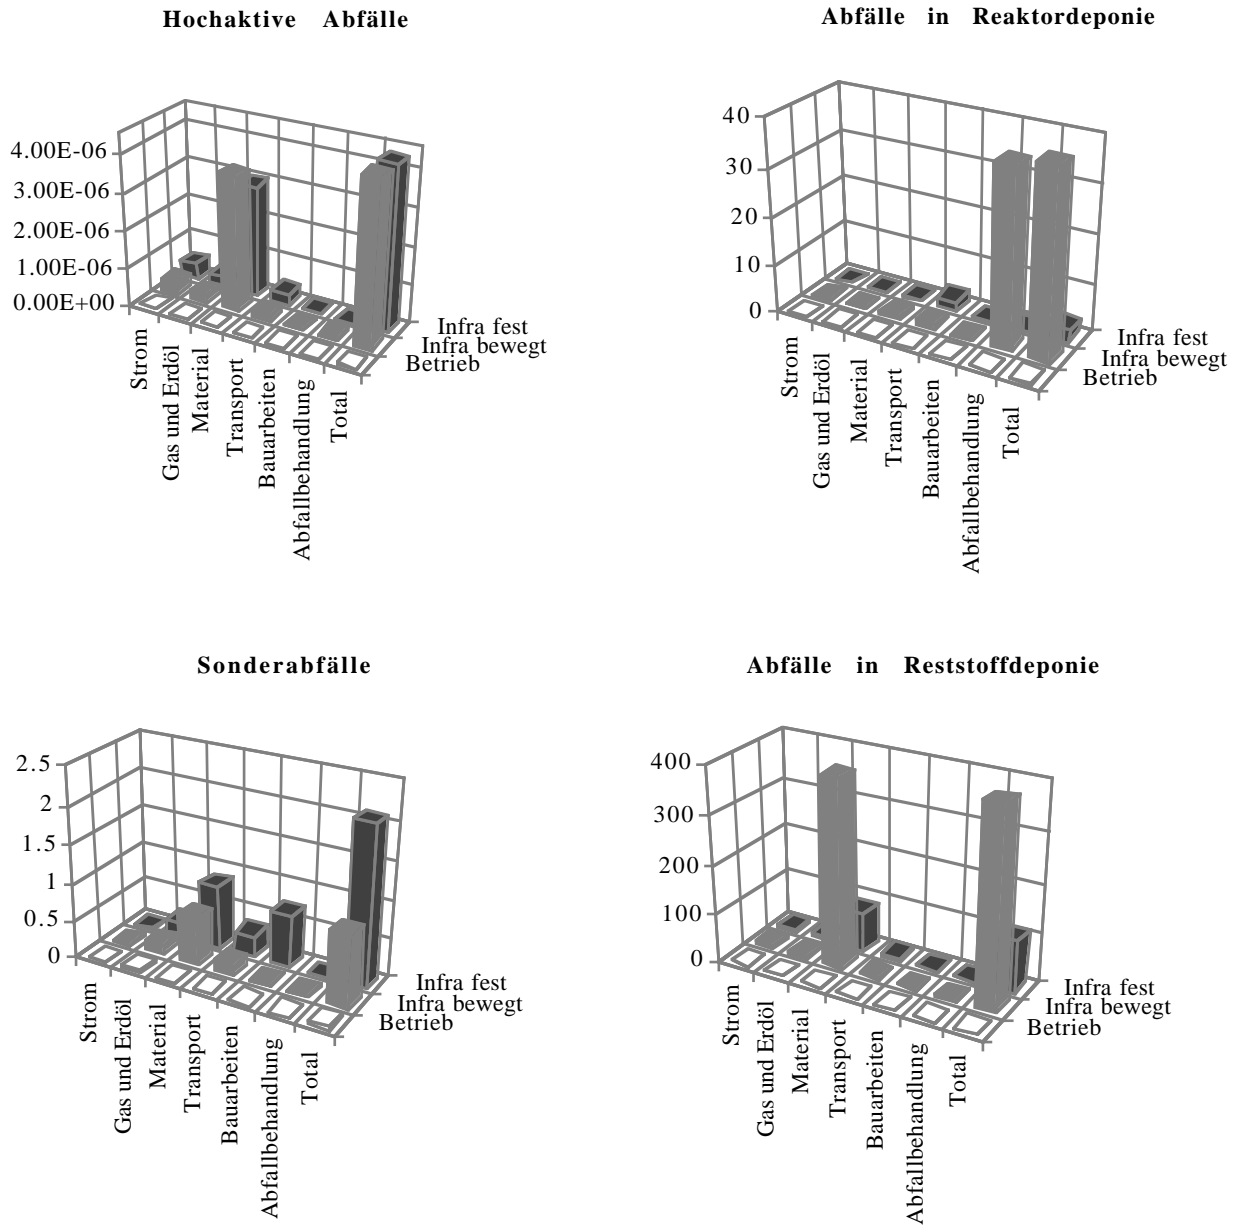 Hochaktive Abfälle
4.00E-06
3.00E-06
2.00E-06
1.00E-06
0.00E+00
Strom
Gas und Erdöl
Material
Transport
Bauarbeiten
Abfallbehandlung
Total
Infra fest
Infra bewegt
Betrieb
Abfälle in Reaktordeponie
40
30
20
10
0
Strom
Gas und Erdöl
Material
Transport
Bauarbeiten
Abfallbehandlung
Total
Infra fest
Infra bewegt
Betrieb
Sonderabfälle
2.5
2
1.5
1
0.5
0
Strom
Gas und Erdöl
Material
Transport
Bauarbeiten
Abfallbehandlung
Total
Infra fest
Infra bewegt
Betrieb
Abfälle in Reststoffdeponie
400
300
200
100
0
Strom
Gas und Erdöl
Material
Transport
Bauarbeiten
Abfallbehandlung
Total
Infra fest
Infra bewegt
Betrieb